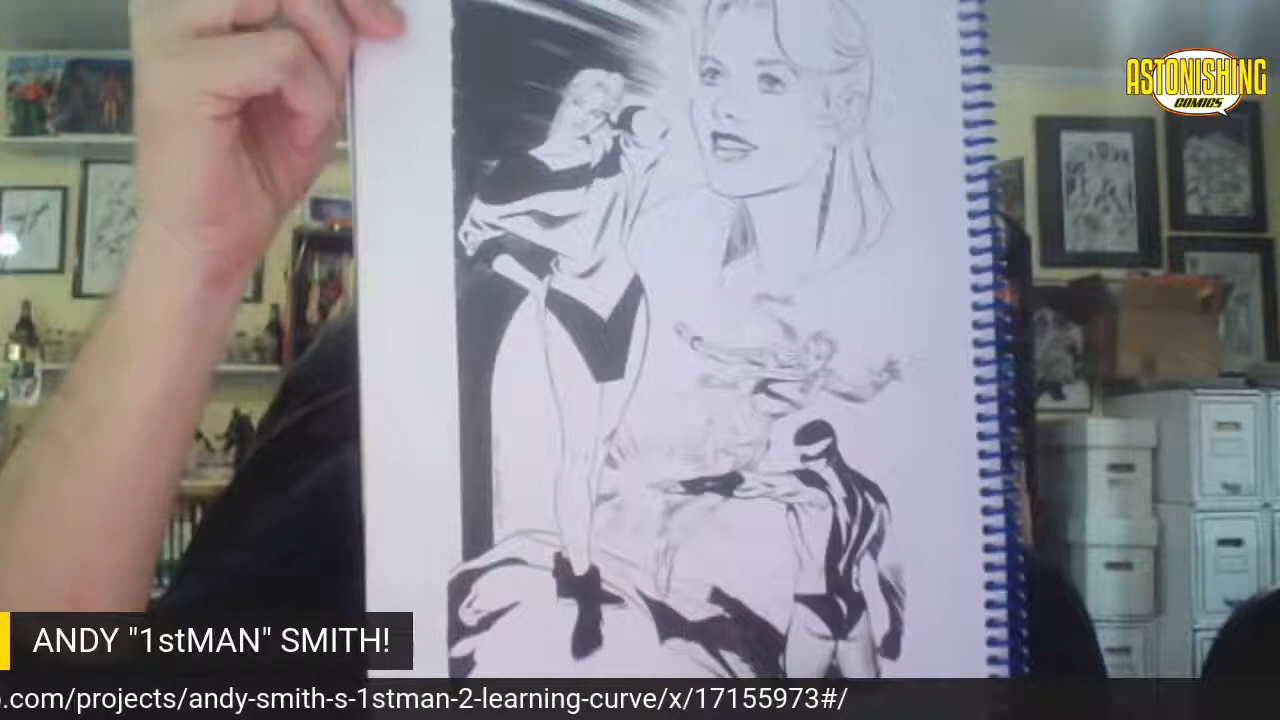 ASTONISHING
COMICS
ANDY "1stMAN" SMITH!
.com/projects/andy-smith-s-1stman-2-learning-curve/x/17155973#/